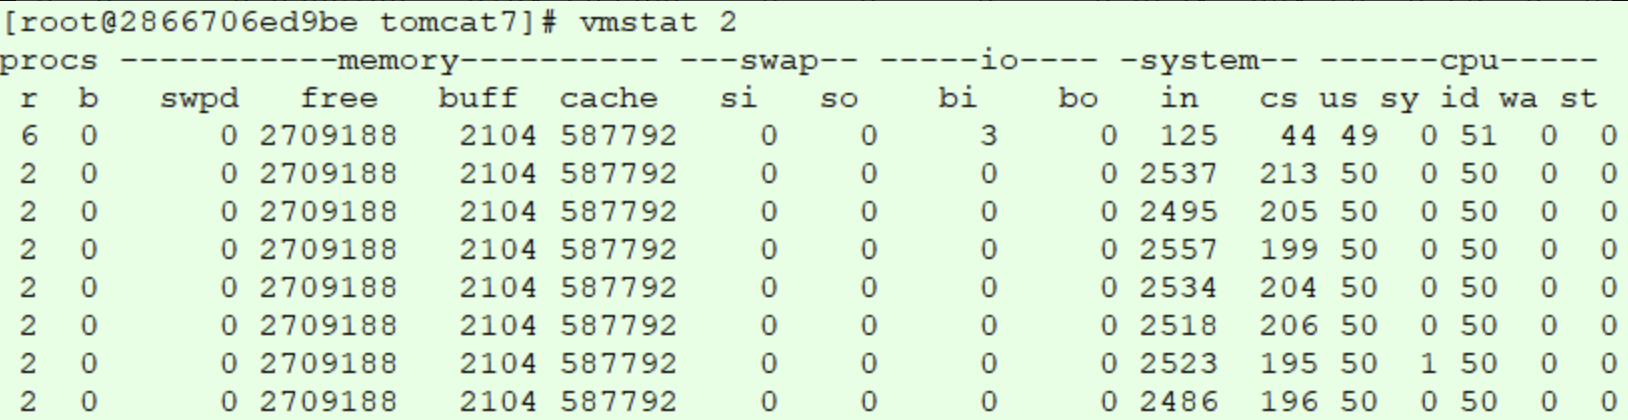 [root@2866706ed9be tomcat7]# vmstat 2
procs -----------memory---------- ---swap-- -----io---- -system-- ------cpu-----
 r  b   swpd   free   buff  cache   si   so    bi    bo   in   cs us sy id wa st
 6  0      0 2709188   2104 587792    0    0     3     0  125   44 49  0 51  0  0
 2  0      0 2709188   2104 587792    0    0     0     0 2537  213 50  0 50  0  0
 2  0      0 2709188   2104 587792    0    0     0     0 2495  205 50  0 50  0  0
 2  0      0 2709188   2104 587792    0    0     0     0 2557  199 50  0 50  0  0
 2  0      0 2709188   2104 587792    0    0     0     0 2534  204 50  0 50  0  0
 2  0      0 2709188   2104 587792    0    0     0     0 2518  206 50  0 50  0  0
 2  0      0 2709188   2104 587792    0    0     0     0 2523  195 50  1 50  0  0
 2  0      0 2709188   2104 587792    0    0     0     0 2486  196 50  0 50  0  0